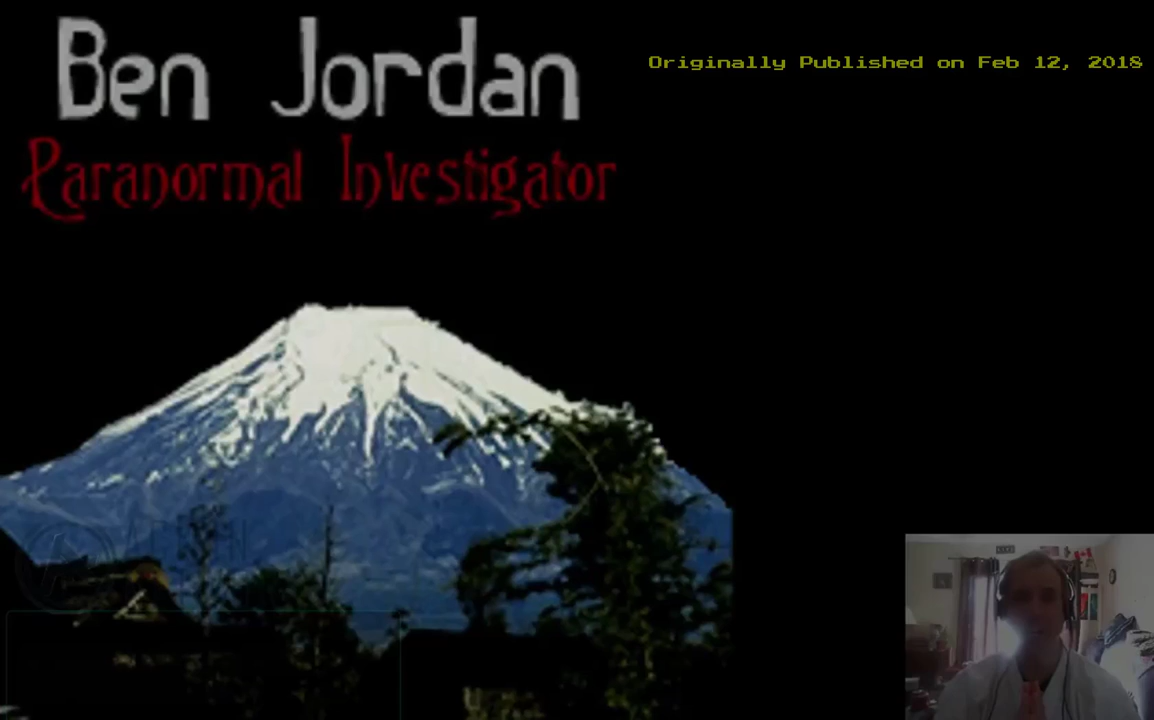 Ben Jordan
Originally Published on Feb 12, 2018
Paranormal Investigator